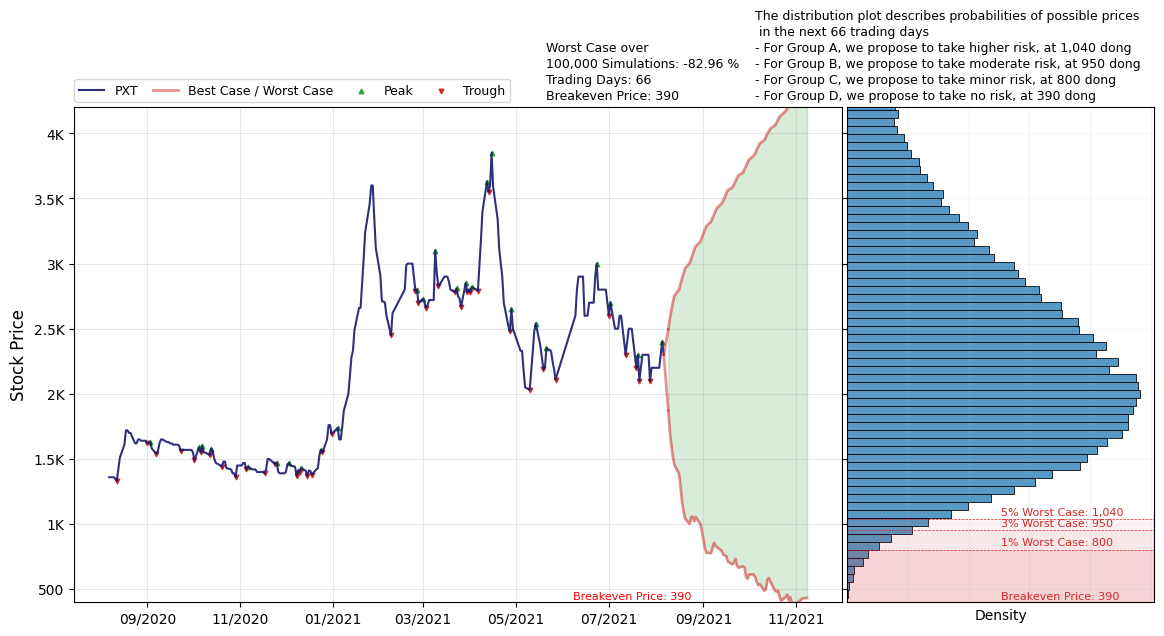 The distribution plot describes probabilities of possible prices
in the next 66 trading days
- For Group A, we propose to take higher risk, at 1,040 dong
- For Group B, we propose to take moderate risk, at 950 dong
- For Group C, we propose to take minor risk, at 800 dong
- For Group D, we propose to take no risk, at 390 dong
Worst Case over
100,000 Simulations: -82.96 %
Trading Days: 66
Breakeven Price: 390
PXT
Best Case / Worst Case
Peak
Trough
Stock Price
4K
3.5K
3K
2.5K
2K
1.5K
1K
500
09/2020
11/2020
01/2021
03/2021
05/2021
07/2021
09/2021
11/2021
Breakeven Price: 390
5% Worst Case: 1,040
3% Worst Case: 950
1% Worst Case: 800
Breakeven Price: 390
Density